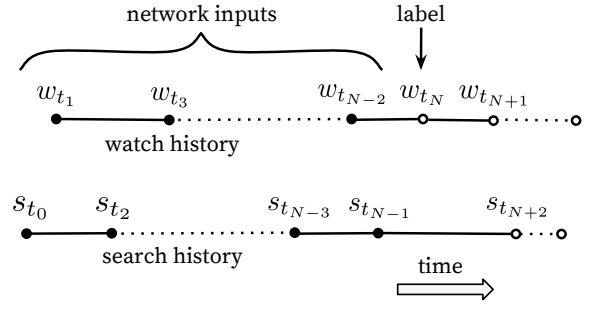 network inputs label
w_{t_1} w_{t_3} w_{t_{N-2}} w_{t_N} w_{t_{N+1}}
watch history
s_{t_0} s_{t_2} s_{t_{N-3}} s_{t_{N-1}} s_{t_{N+2}}
search history
time